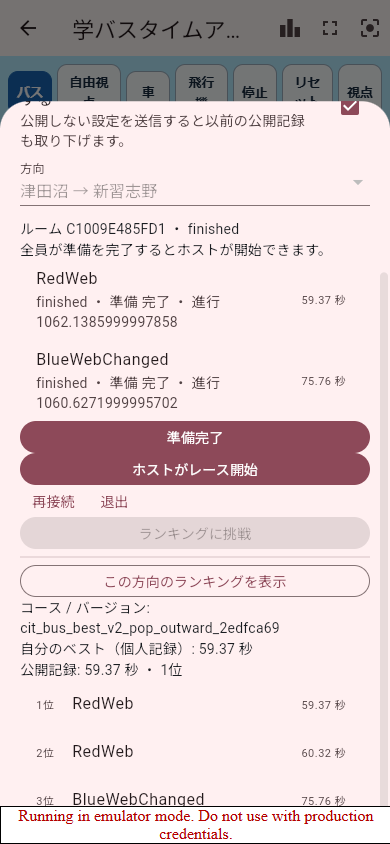 学バスタイムア...
バス
自由視
点
車
飛行
機
停止
リセ
ット
視点
する
公開しない設定を送信すると以前の公開記録
も取り下げます。
方向
津田沼 → 新習志野
ルーム C1009E485FD1 ・ finished
全員が準備を完了するとホストが開始できます。
RedWeb
finished ・ 準備 完了 ・ 進行
1062.1385999997858
59.37 秒
BlueWebChanged
finished ・ 準備 完了 ・ 進行
1060.6271999995702
75.76 秒
準備完了
ホストがレース開始
再接続 退出
ランキングに挑戦
この方向のランキングを表示
コース / バージョン:
cit_bus_best_v2_pop_outward_2edfca69
自分のベスト（個人記録）: 59.37 秒
公開記録: 59.37 秒 ・ 1位
1位 RedWeb 59.37 秒
2位 RedWeb 60.32 秒
3位 BlueWebChanged 75.76 秒
Running in emulator mode. Do not use with production
credentials.